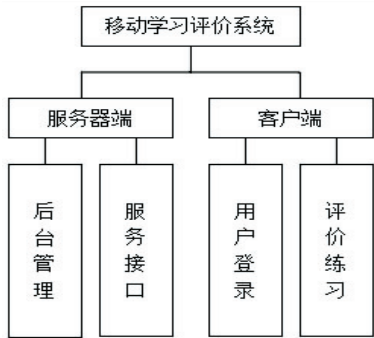 移动学习评价系统
服务器端
客户端
后台管理
服务接口
用户登录
评价练习